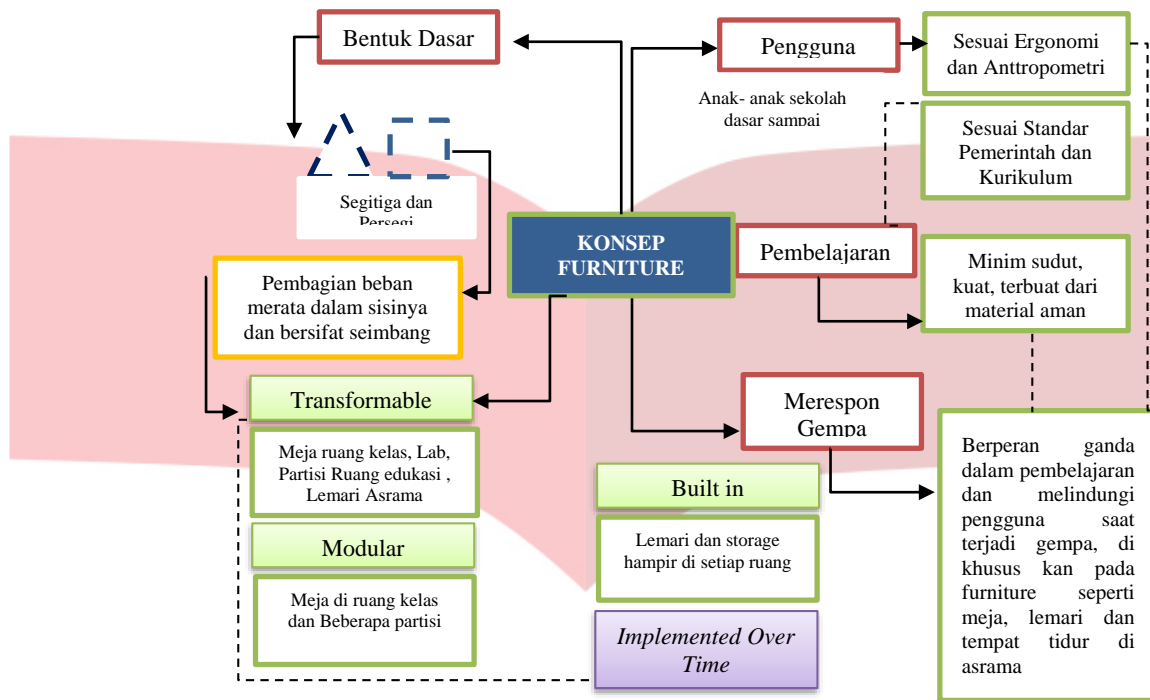 Bentuk Dasar
Pengguna
Sesuai Ergonomi
dan Anttropometri
Anak- anak sekolah
dasar sampai
Sesuai Standar
Pemerintah dan
Kurikulum
Segitiga dan
Persegi
KONSEP
FURNITURE
Pembelajaran
Minim sudut,
kuat, terbuat dari
material aman
Pembagian beban
merata dalam sisinya
dan bersifat seimbang
Transformable
Meja ruang kelas, Lab,
Partisi Ruang edukasi ,
Lemari Asrama
Modular
Meja di ruang kelas
dan Beberapa partisi
Merespon
Gempa
Built in
Lemari dan storage
hampir di setiap ruang
Implemented Over
Time
Berperan ganda
dalam pembelajaran
dan melindungi
pengguna saat
terjadi gempa, di
khusus kan pada
furniture seperti
meja, lemari dan
tempat tidur di
asrama